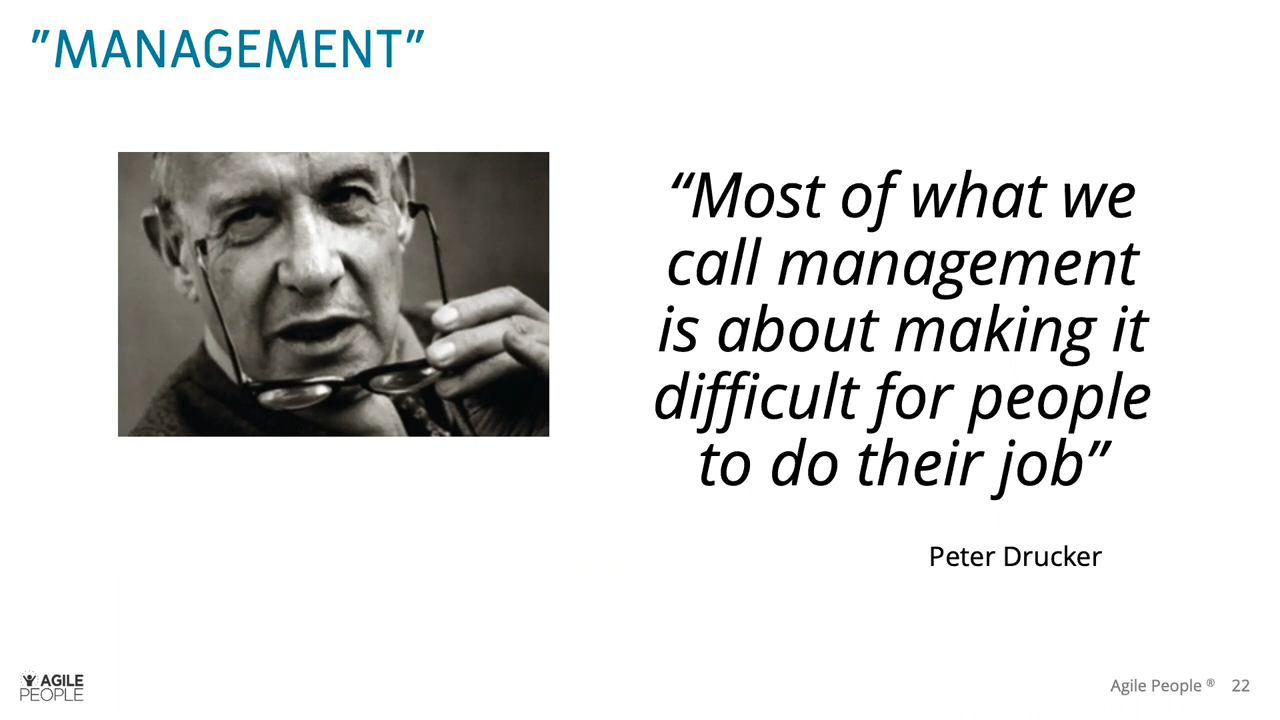 ”MANAGEMENT”
“Most of what we
call management
is about making it
difficult for people
to do their job”
Peter Drucker
AGILE
PEOPLE
Agile People ® 22